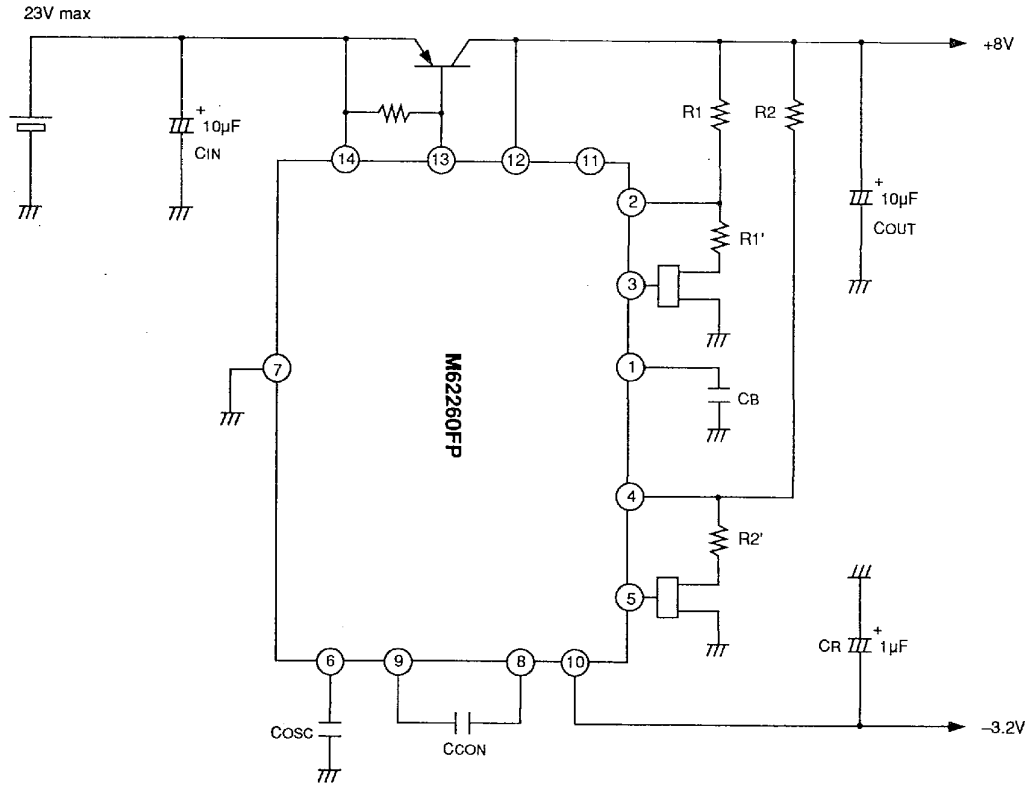 23V max
+8V
+
10µF
CIN
R1
R2
14
13
12
11
2
+
10µF
COUT
R1'
3
7
M62260FP
1
CB
4
R2'
5
+
CR
1µF
6
9
8
10
COSC
CCON
–3.2V